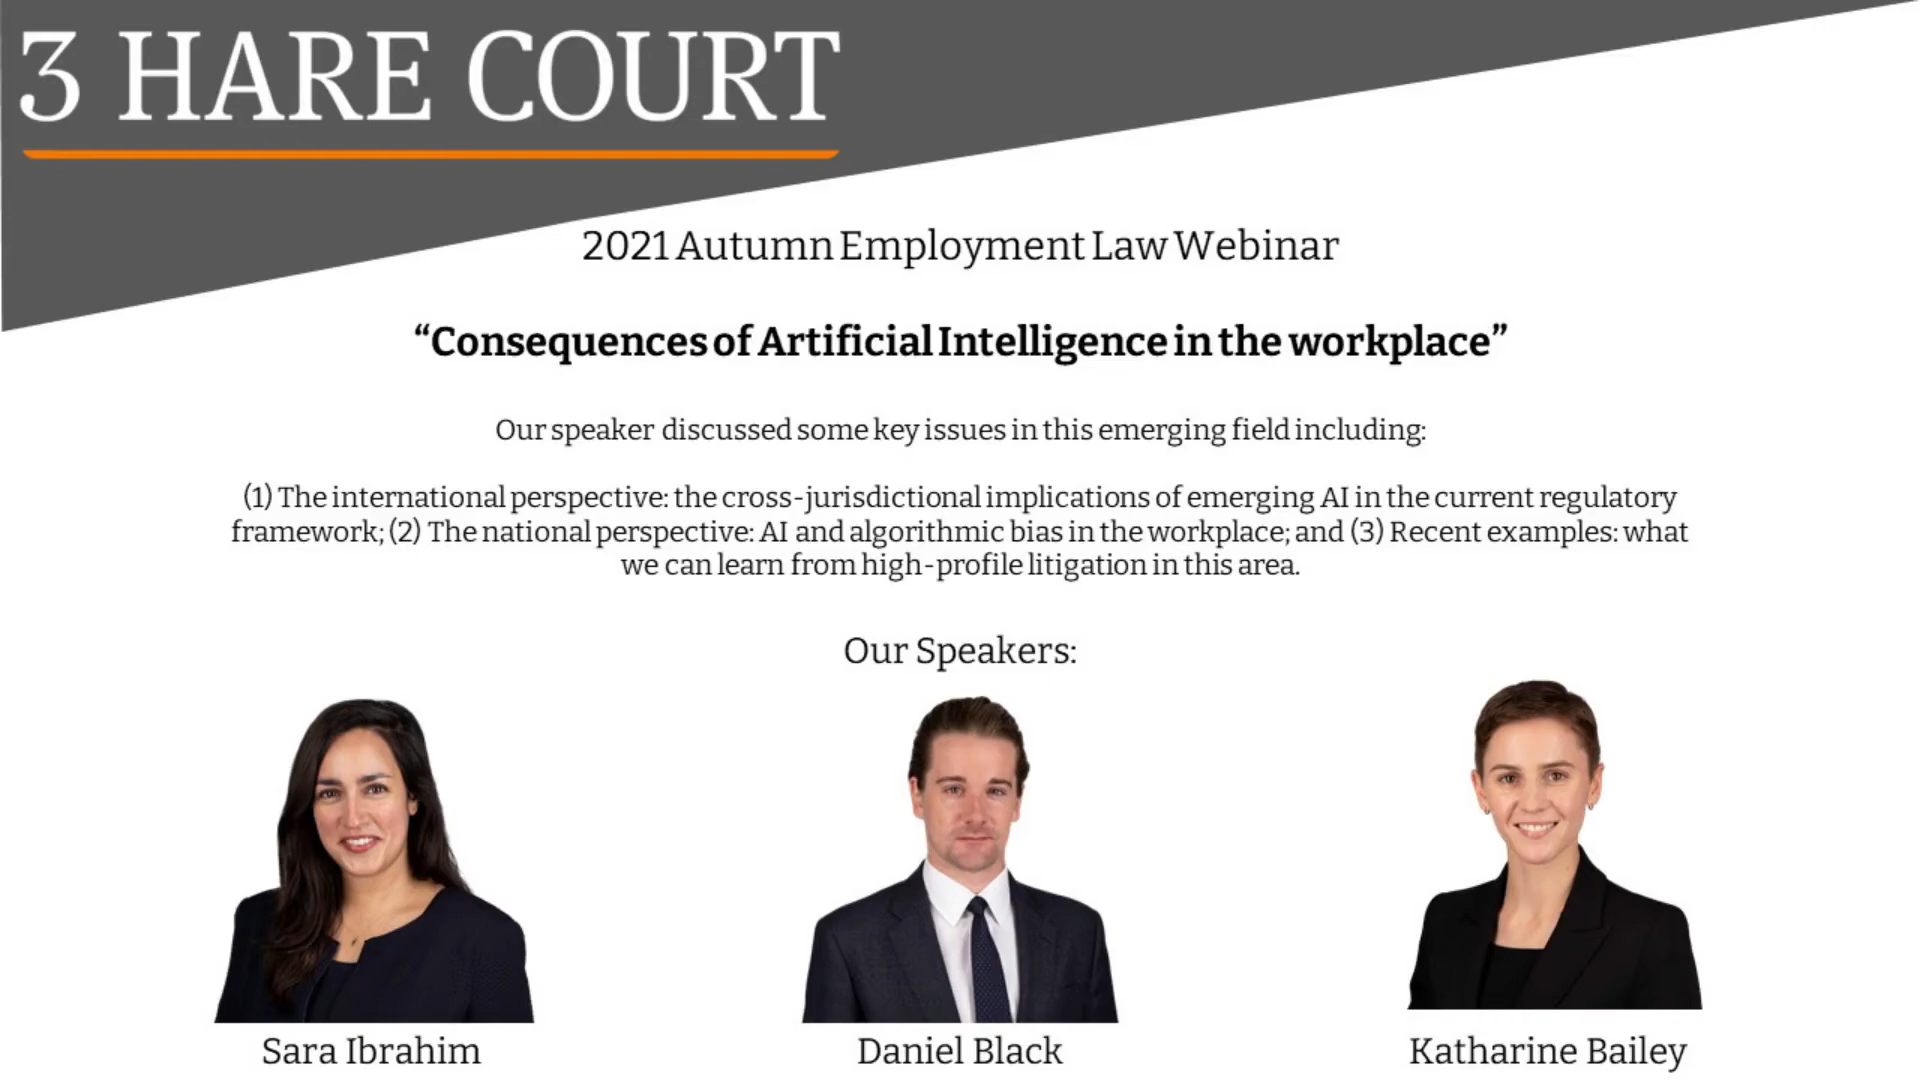 3 HARE COURT
2021 Autumn Employment Law Webinar
“Consequences of Artificial Intelligence in the workplace”
Our speaker discussed some key issues in this emerging field including:
(1) The international perspective: the cross-jurisdictional implications of emerging AI in the current regulatory
framework; (2) The national perspective: AI and algorithmic bias in the workplace; and (3) Recent examples: what
we can learn from high-profile litigation in this area.
Our Speakers:
Sara Ibrahim
Daniel Black
Katharine Bailey